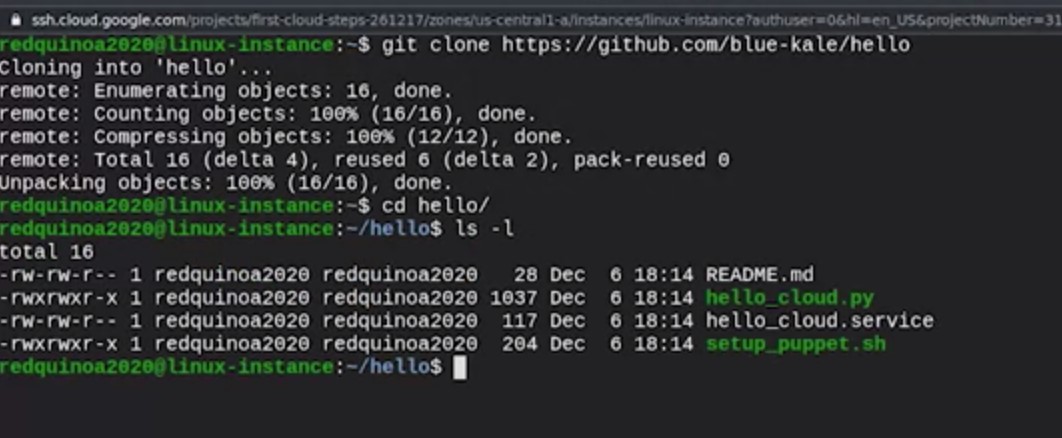 ssh.cloud.google.com/projects/first-cloud-steps-261217/zones/us-central1-a/instances/linux-instance?authuser=0&hl=en_US&projectNumber=31
redquinoa2020@linux-instance:~$ git clone https://github.com/blue-kale/hello
Cloning into 'hello'...
remote: Enumerating objects: 16, done.
remote: Counting objects: 100% (16/16), done.
remote: Compressing objects: 100% (12/12), done.
remote: Total 16 (delta 4), reused 6 (delta 2), pack-reused 0
Unpacking objects: 100% (16/16), done.
redquinoa2020@linux-instance:~$ cd hello/
redquinoa2020@linux-instance:~/hello$ ls -l
total 16
-rw-rw-r-- 1 redquinoa2020 redquinoa2020   28 Dec  6 18:14 README.md
-rwxrwxr-x 1 redquinoa2020 redquinoa2020 1037 Dec  6 18:14 hello_cloud.py
-rw-rw-r-- 1 redquinoa2020 redquinoa2020  117 Dec  6 18:14 hello_cloud.service
-rwxrwxr-x 1 redquinoa2020 redquinoa2020  204 Dec  6 18:14 setup_puppet.sh
redquinoa2020@linux-instance:~/hello$